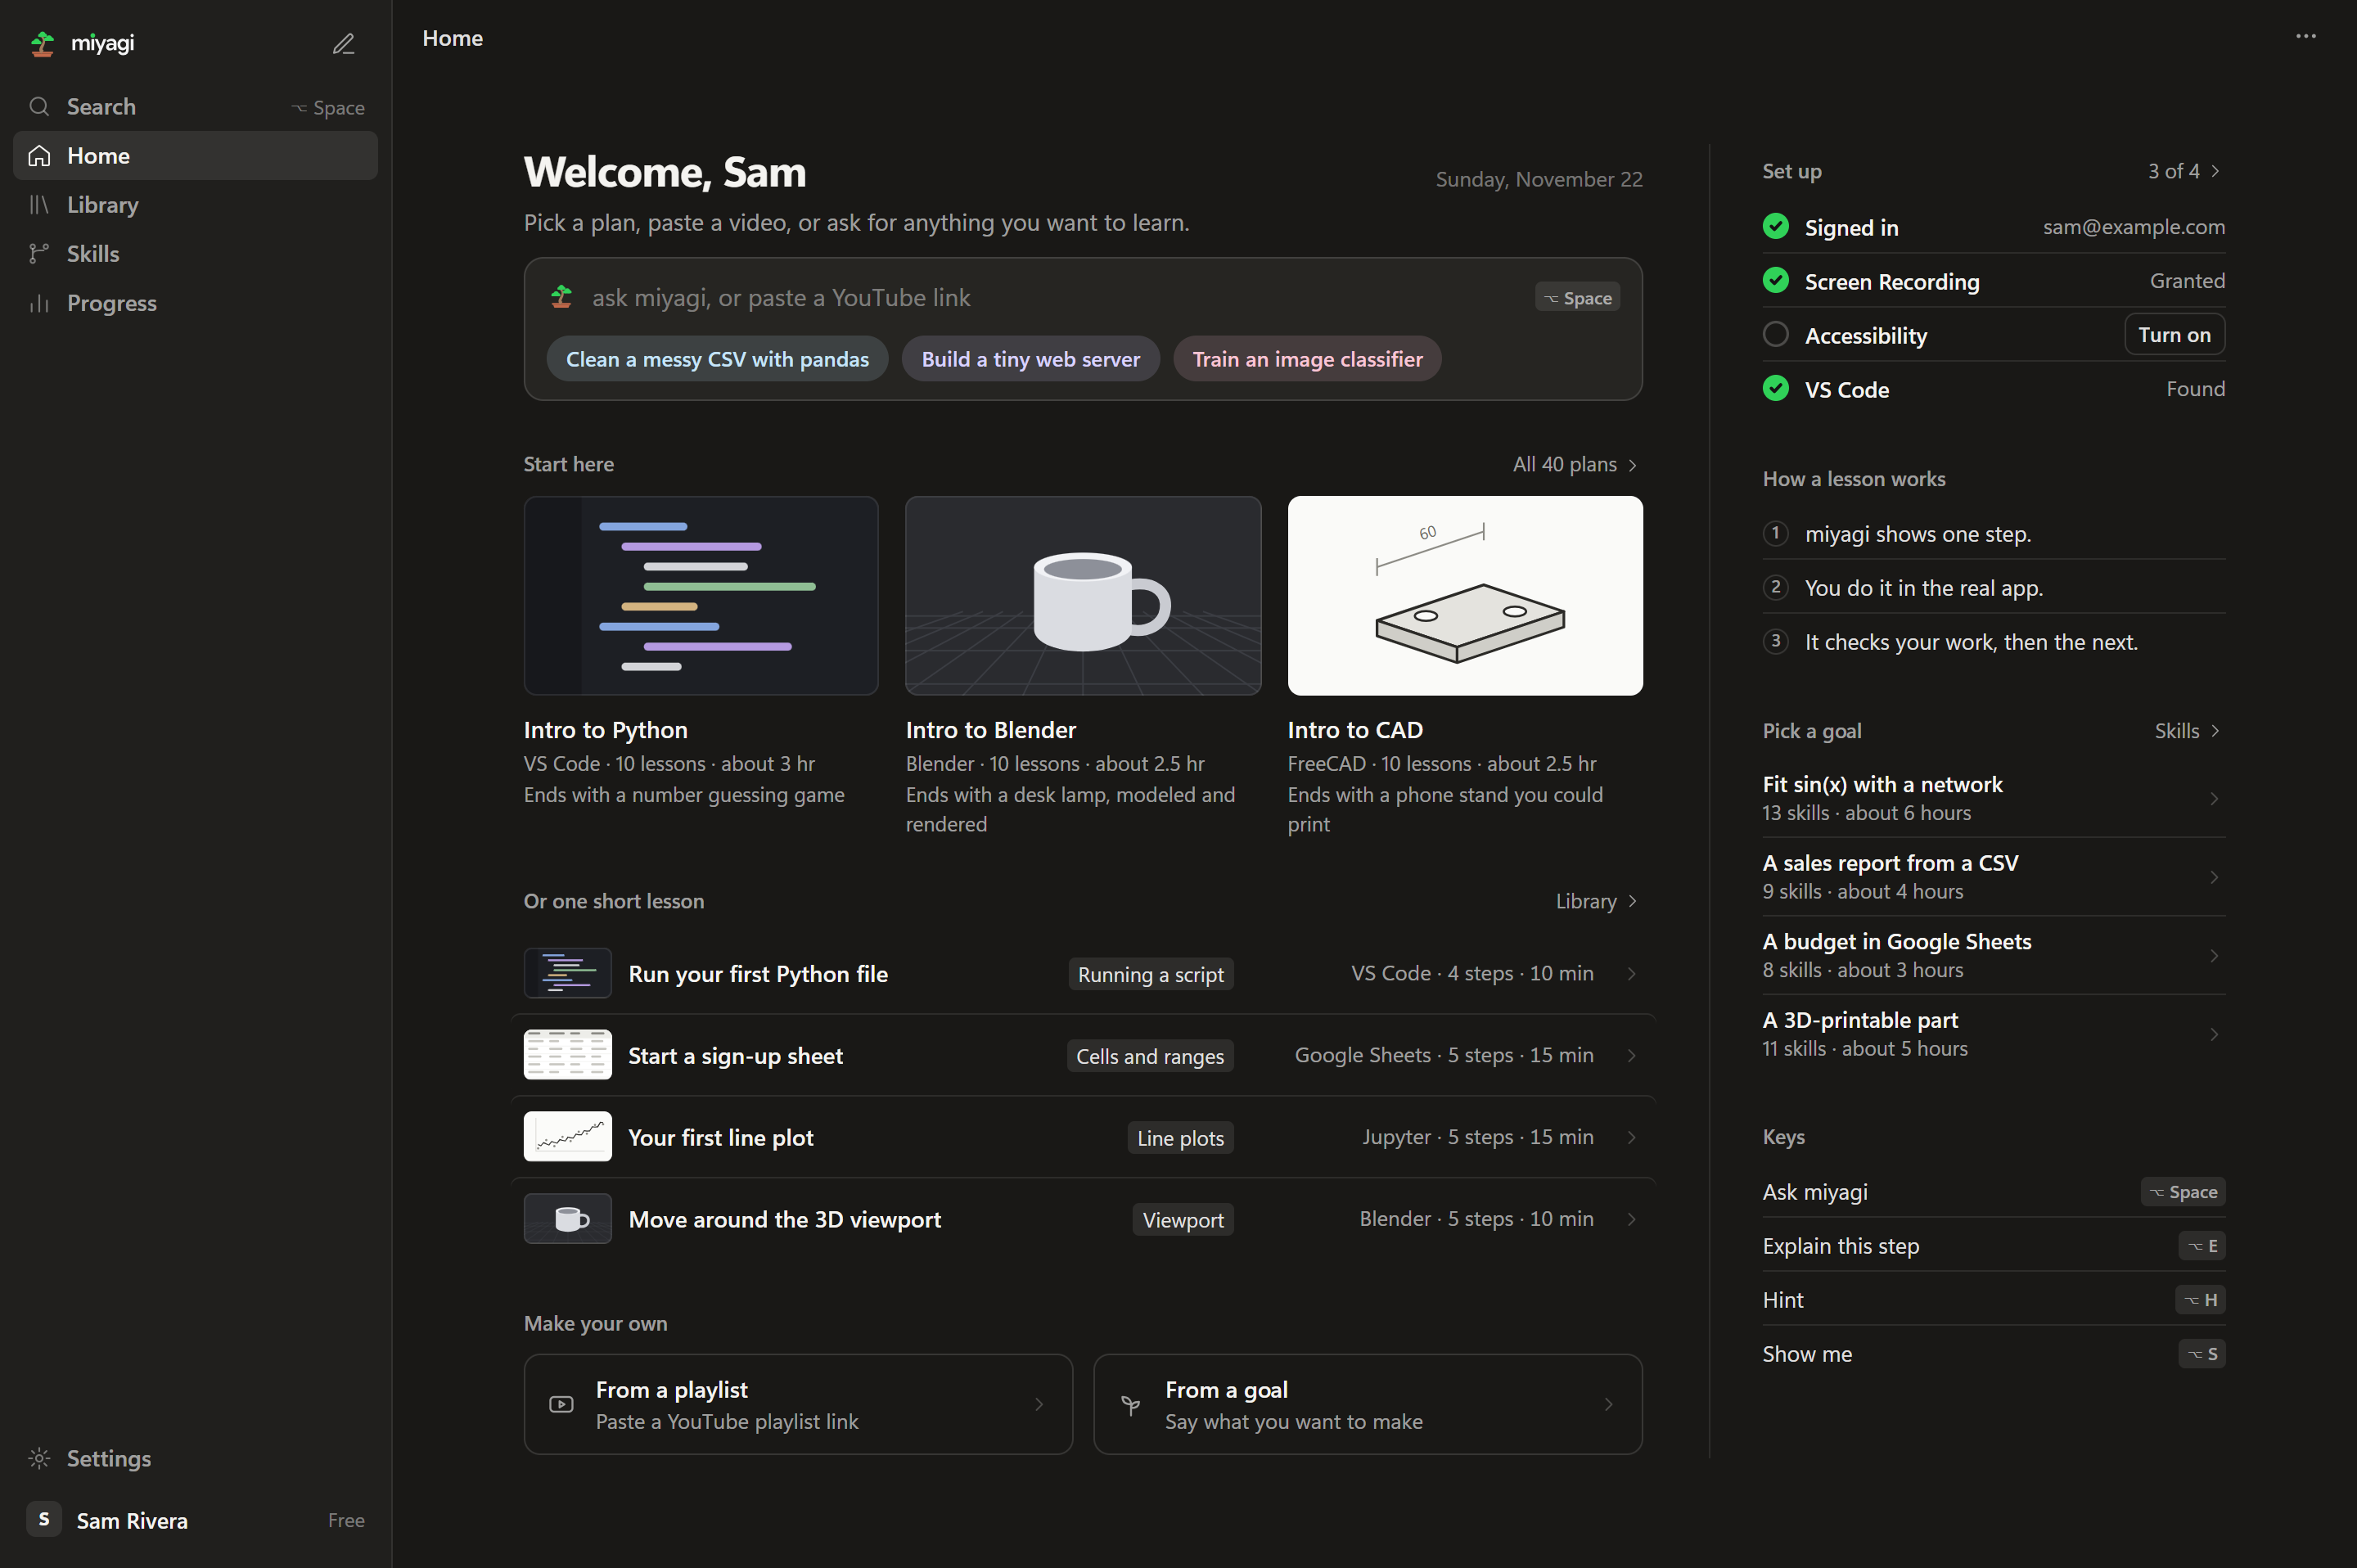 miyagi
Search ⌥ Space
Home
Library
Skills
Progress
Settings
S Sam Rivera Free
Home
Welcome, Sam
Sunday, November 22
Pick a plan, paste a video, or ask for anything you want to learn.
ask miyagi, or paste a YouTube link ⌥ Space
Clean a messy CSV with pandas Build a tiny web server Train an image classifier
Start here All 40 plans
60
Intro to Python
VS Code · 10 lessons · about 3 hr
Ends with a number guessing game
Intro to Blender
Blender · 10 lessons · about 2.5 hr
Ends with a desk lamp, modeled and
rendered
Intro to CAD
FreeCAD · 10 lessons · about 2.5 hr
Ends with a phone stand you could
print
Or one short lesson Library
Run your first Python file Running a script VS Code · 4 steps · 10 min
Start a sign-up sheet Cells and ranges Google Sheets · 5 steps · 15 min
Your first line plot Line plots Jupyter · 5 steps · 15 min
Move around the 3D viewport Viewport Blender · 5 steps · 10 min
Make your own
From a playlist
Paste a YouTube playlist link
From a goal
Say what you want to make
Set up 3 of 4
Signed in sam@example.com
Screen Recording Granted
Accessibility Turn on
VS Code Found
How a lesson works
1 miyagi shows one step.
2 You do it in the real app.
3 It checks your work, then the next.
Pick a goal Skills
Fit sin(x) with a network
13 skills · about 6 hours
A sales report from a CSV
9 skills · about 4 hours
A budget in Google Sheets
8 skills · about 3 hours
A 3D-printable part
11 skills · about 5 hours
Keys
Ask miyagi ⌥ Space
Explain this step ⌥ E
Hint ⌥ H
Show me ⌥ S